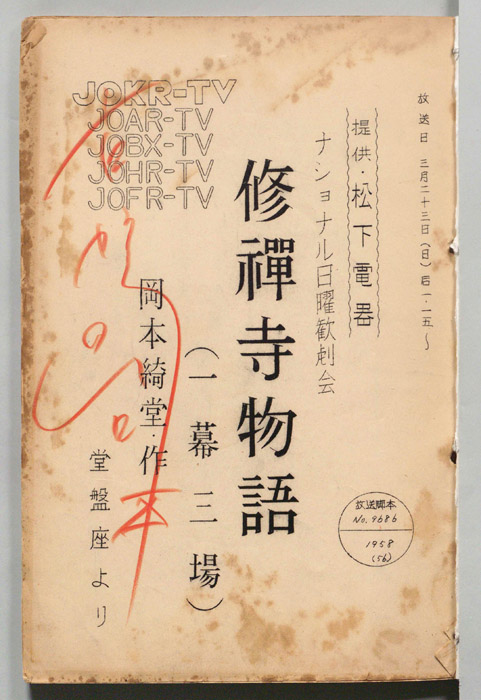 放送日 三月二十三日(日)后一・一五～
提供・松下電器
ナショナル日曜観劇会
修禪寺物語
(一幕三場)
岡本綺堂・作
堂盤座より
JOKR-TV
JOAR-TV
JOBX-TV
JOHR-TV
JOFR-TV
放送脚本
No. 9686
1958
(56)